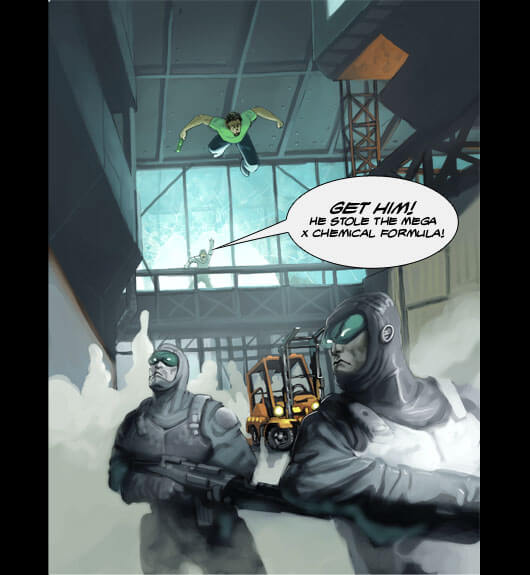 GET HIM!
HE STOLE THE MEGA
X CHEMICAL FORMULA!